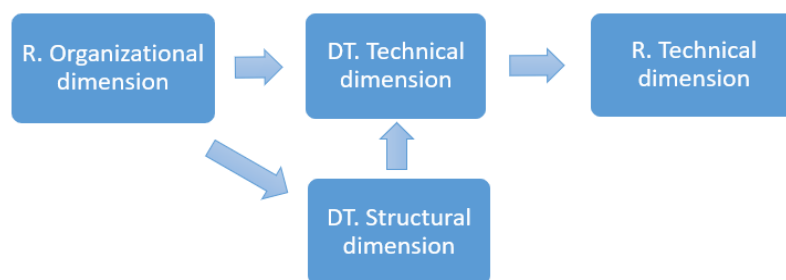 R. Organizational
dimension
DT. Technical
dimension
R. Technical
dimension
DT. Structural
dimension